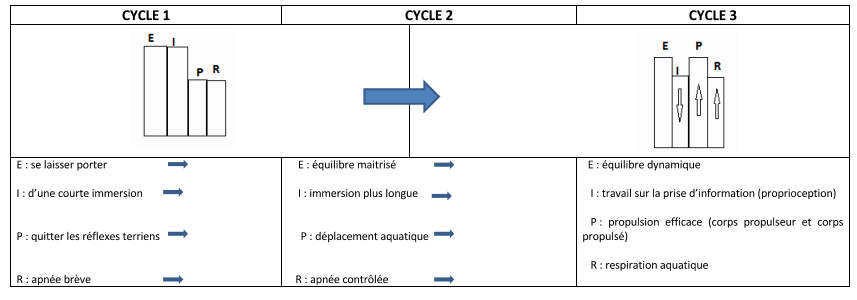 CYCLE 1
CYCLE 2
CYCLE 3
E I
P R
E P
I R
E : se laisser porter
I : d’une courte immersion
P : quitter les réflexes terriens
R : apnée brève
E : équilibre maitrisé
I : immersion plus longue
P : déplacement aquatique
R : apnée contrôlée
E : équilibre dynamique
I : travail sur la prise d’information (proprioception)
P : propulsion efficace (corps propulseur et corps
propulsé)
R : respiration aquatique